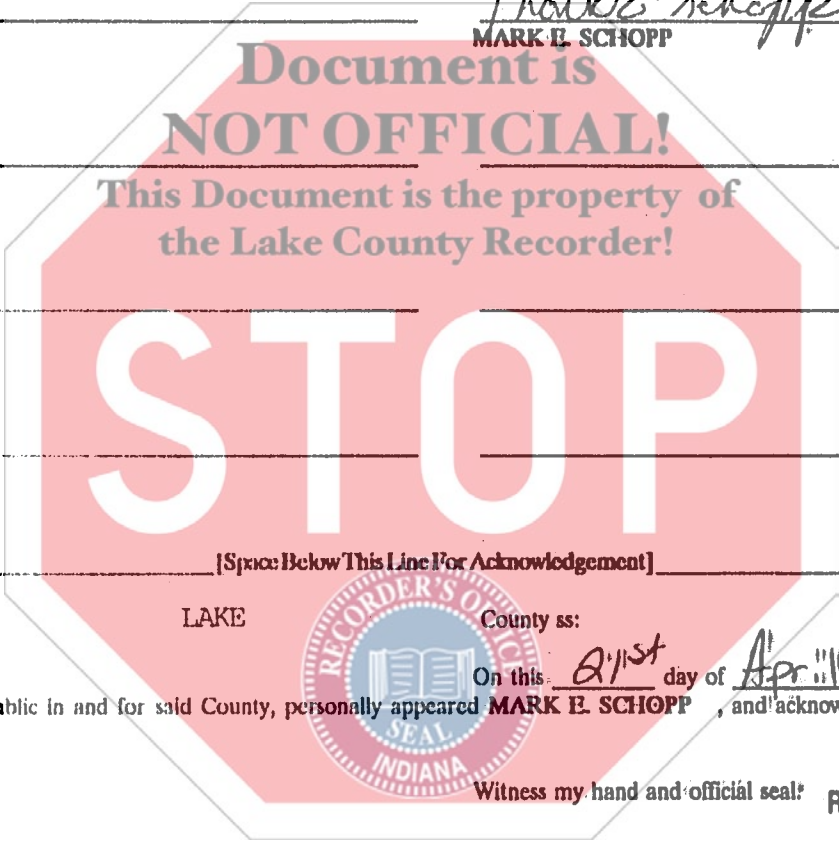 MARK E. SCHOPP
Document is
NOT OFFICIAL!
This Document is the property of
the Lake County Recorder!
STOP
[Space Below This Line For Acknowledgement]
LAKE County ss:
On this 21st day of April
blic in and for said County, personally appeared MARK E. SCHOPP , and acknow
Witness my hand and official seal.
RECORDER'S OFFICE
SEAL
INDIANA